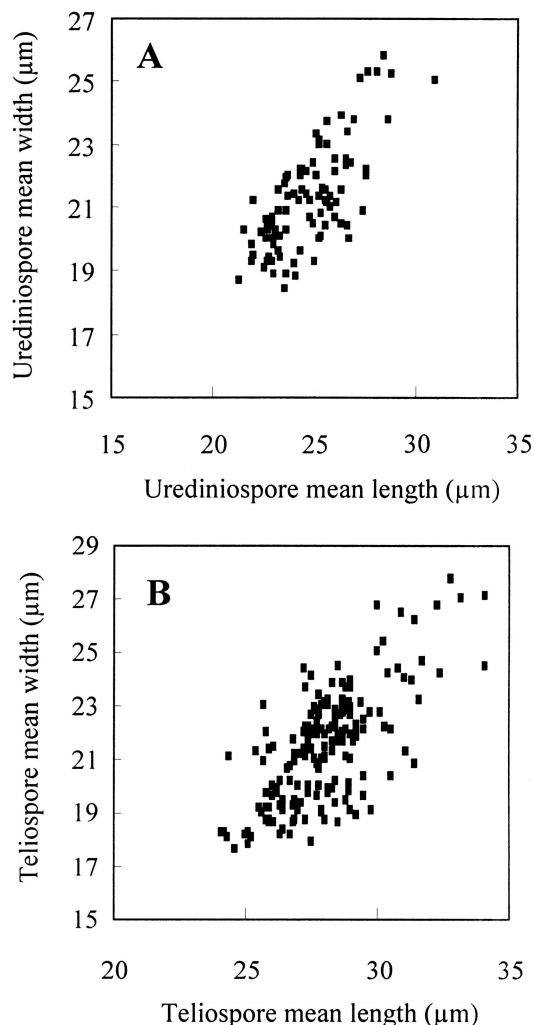 27
25
23
21
19
17
15
A
Urediniospore mean width (µm)
15 20 25 30 35
Urediniospore mean length (µm)
29
27
25
23
21
19
17
15
B
Teliospore mean width (µm)
20 25 30 35
Teliospore mean length (µm)